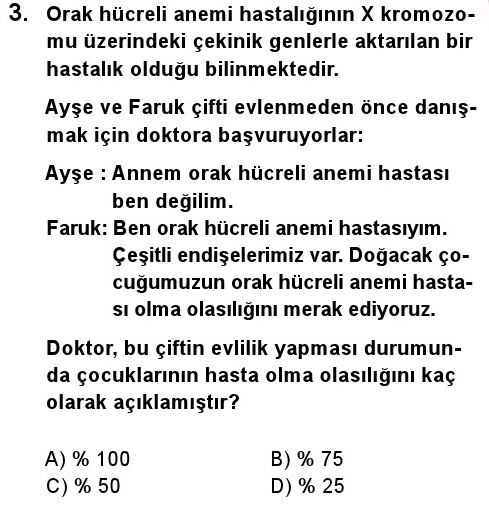 3. Orak hücreli anemi hastalığının X kromozo-
mu üzerindeki çekinik genlerle aktarılan bir
hastalık olduğu bilinmektedir.
Ayşe ve Faruk çifti evlenmeden önce danış-
mak için doktora başvuruyorlar:
Ayşe : Annem orak hücreli anemi hastası
ben değilim.
Faruk: Ben orak hücreli anemi hastasıyım.
Çeşitli endişelerimiz var. Doğacak ço-
cuğumuzun orak hücreli anemi hasta-
sı olma olasılığını merak ediyoruz.
Doktor, bu çiftin evlilik yapması durumun-
da çocuklarının hasta olma olasılığını kaç
olarak açıklamıştır?
A) % 100 B) % 75
C) % 50 D) % 25